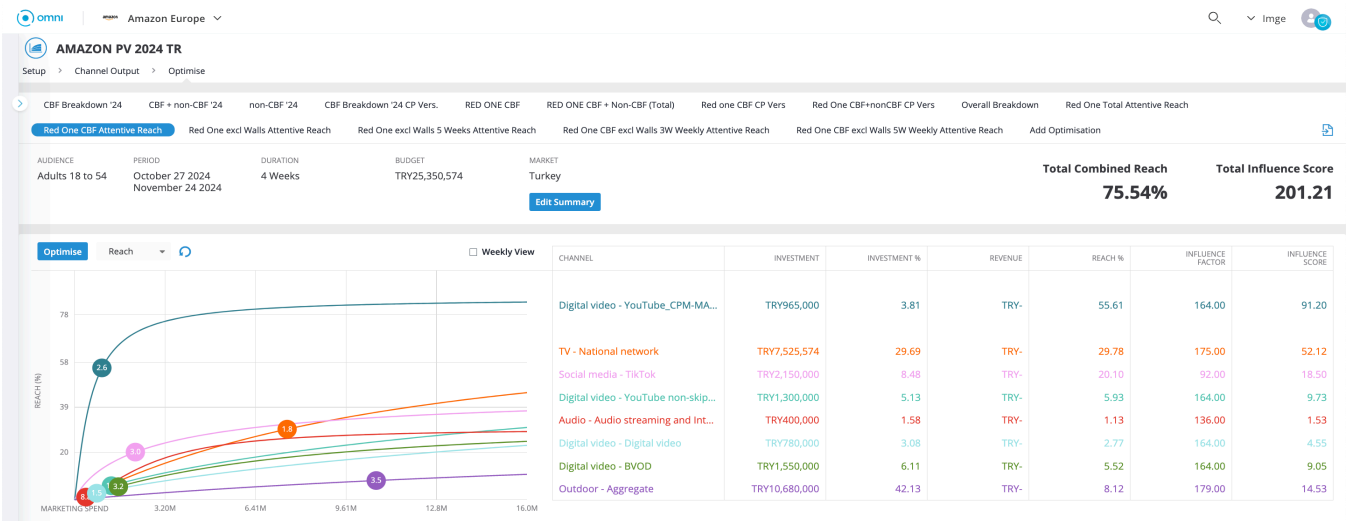 omni
amazon
Amazon Europe
Imge
AMAZON PV 2024 TR
Setup > Channel Output > Optimise
CBF Breakdown '24
CBF + non-CBF '24
non-CBF '24
CBF Breakdown '24 CP Vers.
RED ONE CBF
RED ONE CBF + Non-CBF (Total)
Red one CBF CP Vers
Red One CBF+nonCBF CP Vers
Overall Breakdown
Red One Total Attentive Reach
Red One CBF Attentive Reach
Red One excl Walls Attentive Reach
Red One excl Walls 5 Weeks Attentive Reach
Red One CBF excl Walls 3W Weekly Attentive Reach
Red One CBF excl Walls 5W Weekly Attentive Reach
Add Optimisation
AUDIENCE
Adults 18 to 54
PERIOD
October 27 2024
November 24 2024
DURATION
4 Weeks
BUDGET
TRY25,350,574
MARKET
Turkey
Edit Summary
Total Combined Reach
75.54%
Total Influence Score
201.21
Optimise
Reach
Weekly View
REACH (%)
78
58
39
20
2.6
1.8
3.0
3.5
8.
1.5
1
3.2
MARKETING SPEND
3.20M
6.41M
9.61M
12.8M
16.0M
CHANNEL INVESTMENT INVESTMENT % REVENUE REACH % INFLUENCE FACTOR INFLUENCE SCORE
Digital video - YouTube_CPM-MA... TRY965,000 3.81 TRY- 55.61 164.00 91.20
TV - National network TRY7,525,574 29.69 TRY- 29.78 175.00 52.12
Social media - TikTok TRY2,150,000 8.48 TRY- 20.10 92.00 18.50
Digital video - YouTube non-skip... TRY1,300,000 5.13 TRY- 5.93 164.00 9.73
Audio - Audio streaming and Int... TRY400,000 1.58 TRY- 1.13 136.00 1.53
Digital video - Digital video TRY780,000 3.08 TRY- 2.77 164.00 4.55
Digital video - BVOD TRY1,550,000 6.11 TRY- 5.52 164.00 9.05
Outdoor - Aggregate TRY10,680,000 42.13 TRY- 8.12 179.00 14.53